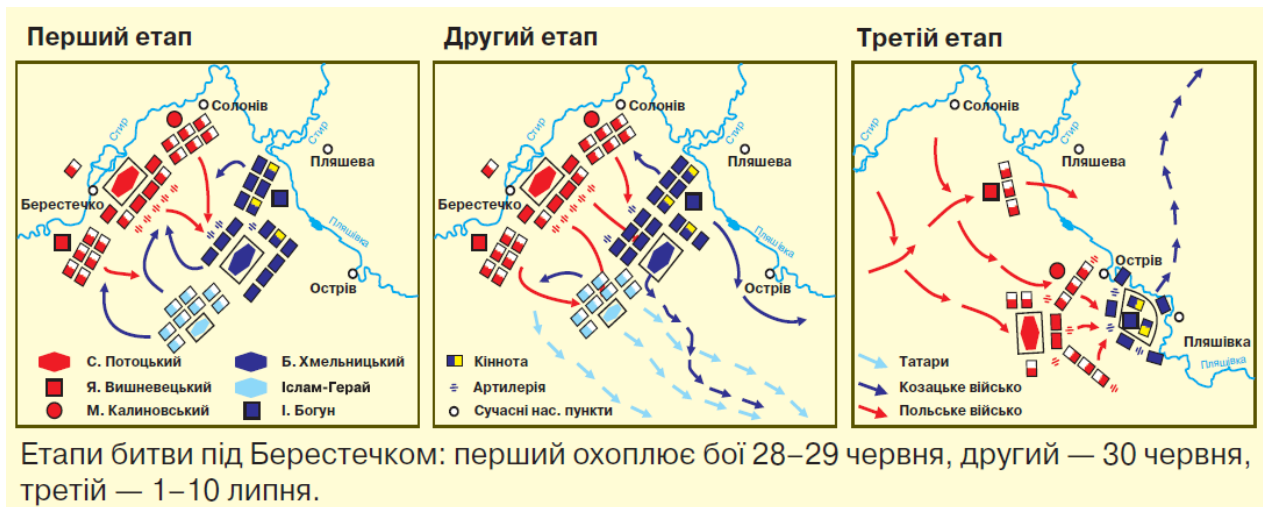 Перший етап
Другий етап
Третій етап
Солонів
Стир
Пляшева
Берестечко
Пляшівка
Острів
С. Потоцький
Б. Хмельницький
Я. Вишневецький
Іслам-Герай
М. Калиновський
І. Богун
Солонів
Стир
Стир
Пляшева
Берестечко
Пляшівка
Острів
Кіннота
Артилерія
Сучасні нас. пункти
Солонів
Стир
Пляшева
Острів
Пляшівка
Пляшівка
Татари
Козацьке військо
Польське військо
Етапи битви під Берестечком: перший охоплює бої 28–29 червня, другий — 30 червня,
третій — 1–10 липня.